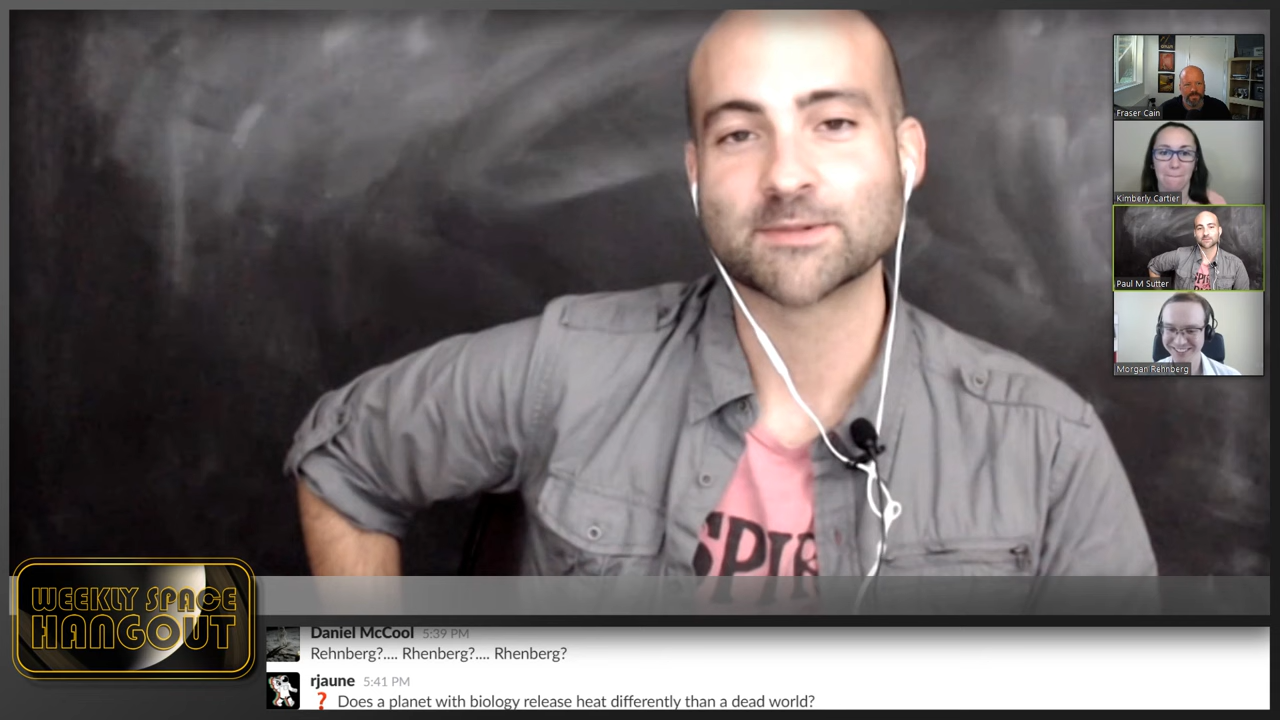 Fraser Cain
Kimberly Cartier
Paul M Sutter
Morgan Rehnberg
SPIR
WEEKLY SPACE
HANGOUT
Daniel McCool 5:39 PM
Rehnberg?.... Rhenberg?.... Rhenberg?
rjaune 5:41 PM
❓ Does a planet with biology release heat differently than a dead world?